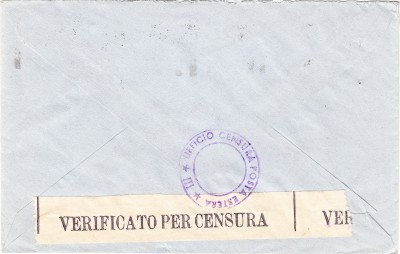 * UFFICIO CENSURA POSTA ESTERA * III
VERIFICATO PER CENSURA
VER